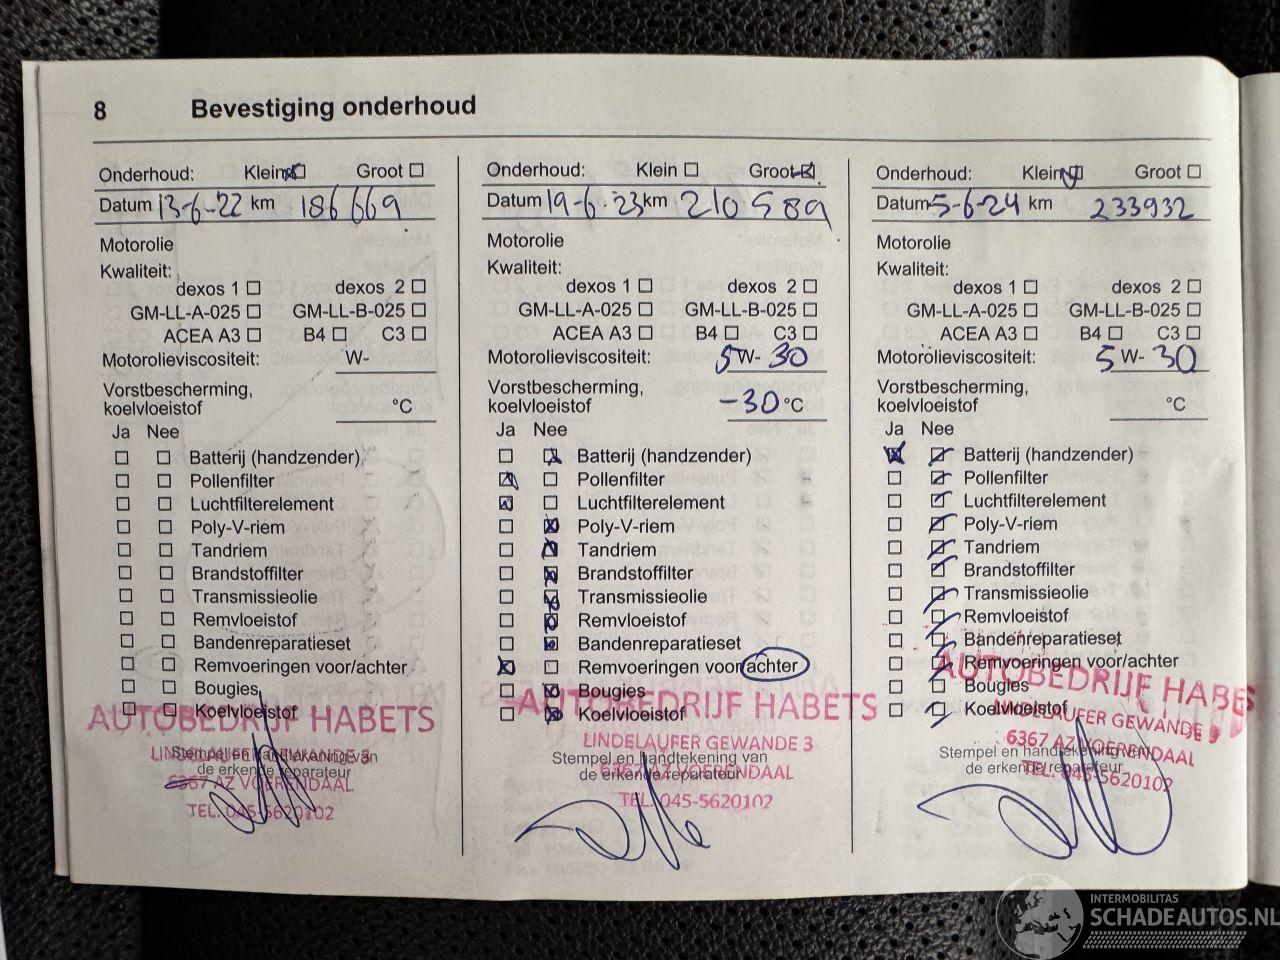 8 Bevestiging onderhoud
Onderhoud: Klein Groot
Datum 13-6-22 km 186669
Motorolie
Kwaliteit:
dexos 1 dexos 2
GM-LL-A-025 GM-LL-B-025
ACEA A3 B4 C3
Motorolieviscositeit: W-
Vorstbescherming,
koelvloeistof °C
Ja Nee
Batterij (handzender)
Pollenfilter
Luchtfilterelement
Poly-V-riem
Tandriem
Brandstoffilter
Transmissieolie
Remvloeistof
Bandenreparatieset
Remvoeringen voor/achter
Bougies
Koelvloeistof
AUTOBEDRIJF HABETS
LINDELAUFER GEWANDE 3
Stempel en handtekening van
de erkende reparateur
6367 AZ VOERENDAAL
TEL. 045-5620102
Onderhoud: Klein Groot
Datum 19-6-23 km 210589
Motorolie
Kwaliteit:
dexos 1 dexos 2
GM-LL-A-025 GM-LL-B-025
ACEA A3 B4 C3
Motorolieviscositeit: 5W-30
Vorstbescherming,
koelvloeistof -30 °C
Ja Nee
Batterij (handzender)
Pollenfilter
Luchtfilterelement
Poly-V-riem
Tandriem
Brandstoffilter
Transmissieolie
Remvloeistof
Bandenreparatieset
Remvoeringen voor/achter
Bougies
AUTOBEDRIJF HABETS
Koelvloeistof
LINDELAUFER GEWANDE 3
Stempel en handtekening van
de erkende reparateur
6367 AZ VOERENDAAL
TEL. 045-5620102
Onderhoud: Klein Groot
Datum 5-6-24 km 233932
Motorolie
Kwaliteit:
dexos 1 dexos 2
GM-LL-A-025 GM-LL-B-025
ACEA A3 B4 C3
Motorolieviscositeit: 5W-30
Vorstbescherming,
koelvloeistof °C
Ja Nee
Batterij (handzender)
Pollenfilter
Luchtfilterelement
Poly-V-riem
Tandriem
Brandstoffilter
Transmissieolie
Remvloeistof
Bandenreparatieset
Remvoeringen voor/achter
AUTOBEDRIJF HABETS
Bougies
Koelvloeistof
LINDELAUFER GEWANDE 3
6367 AZ VOERENDAAL
Stempel en handtekening van
de erkende reparateur
TEL. 045-5620102
INTERMOBILITAS
SCHADEAUTOS.NL